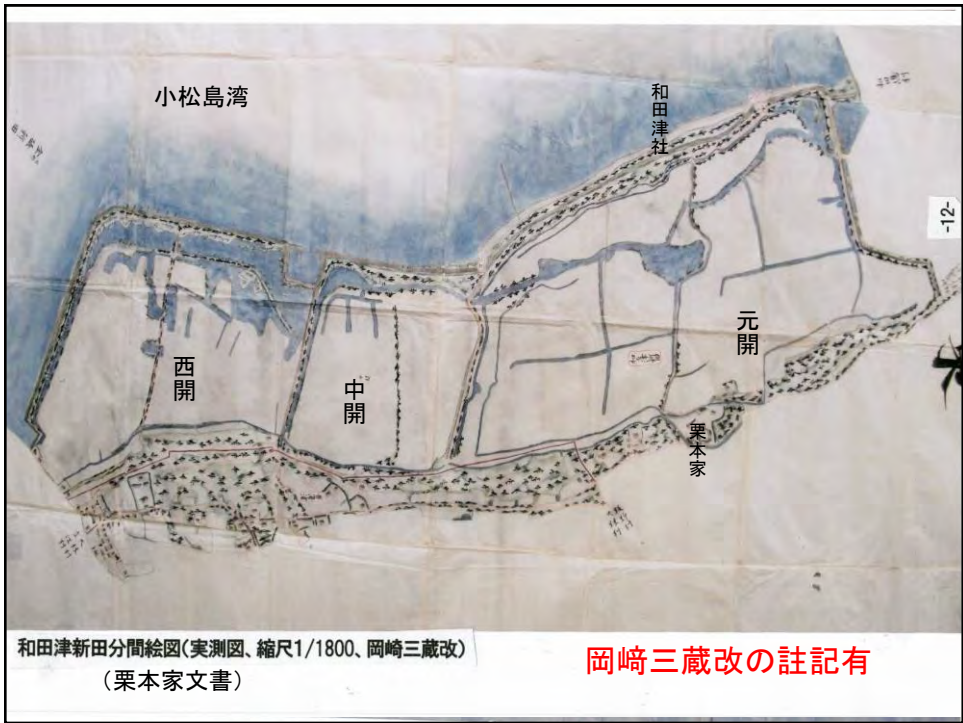 小松島湾
和田津社
-12-
元開
西開
中開
栗本家
和田津新田分間絵図(実測図、縮尺1/1800、岡崎三蔵改)
(栗本家文書)
岡﨑三蔵改の註記有